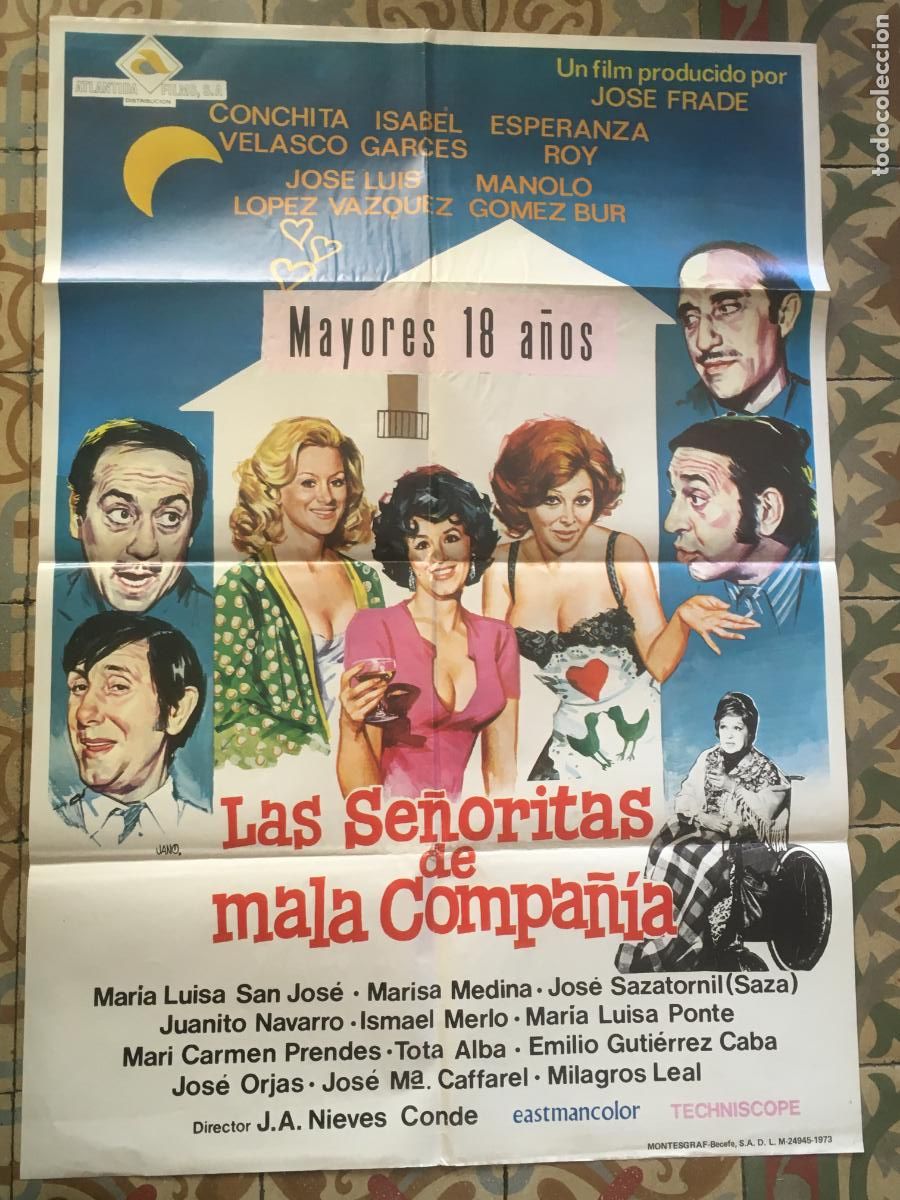 ATLANTIDA FILMS, S.A
DISTRIBUCION
Un film producido por
JOSE FRADE
CONCHITA ISABEL ESPERANZA
VELASCO GARCES ROY
JOSE LUIS MANOLO
LOPEZ VAZQUEZ GOMEZ BUR
Mayores 18 años
JANO.
Las Señoritas
de
mala Compañía
María Luisa San José · Marisa Medina · José Sazatornil (Saza)
Juanito Navarro · Ismael Merlo · María Luisa Ponte
Mari Carmen Prendes · Tota Alba · Emilio Gutiérrez Caba
José Orjas · José Mª. Caffarel · Milagros Leal
Director J.A. Nieves Conde eastmancolor TECHNISCOPE
MONTESGRAF-Becefe, S.A. D. L. M-24945-1973
todocoleccion